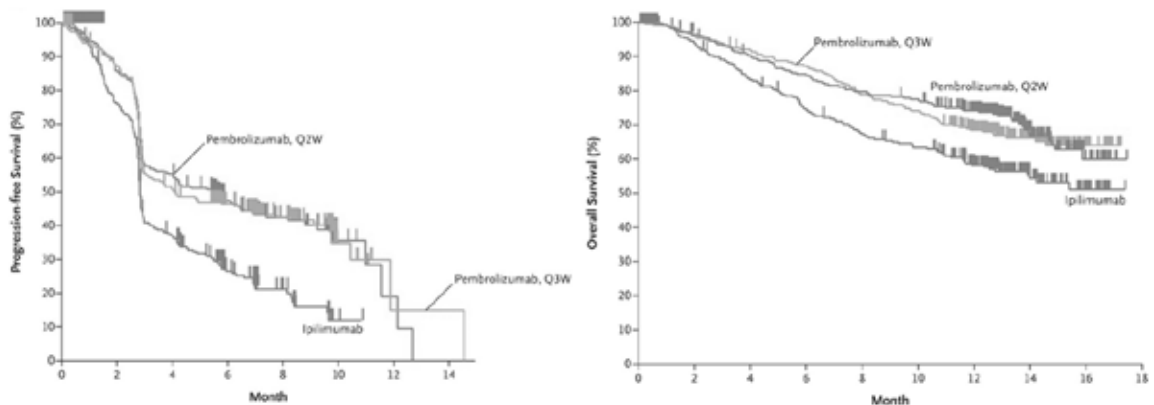 Progression-free Survival (%)
100
90
80
70
60
50
40
30
20
10
0
Pembrolizumab, Q2W
Pembrolizumab, Q3W
Ipilimumab
0 2 4 6 8 10 12 14
Month
Overall Survival (%)
100
90
80
70
60
50
40
30
20
10
0
Pembrolizumab, Q3W
Pembrolizumab, Q2W
Ipilimumab
0 2 4 6 8 10 12 14 16 18
Month